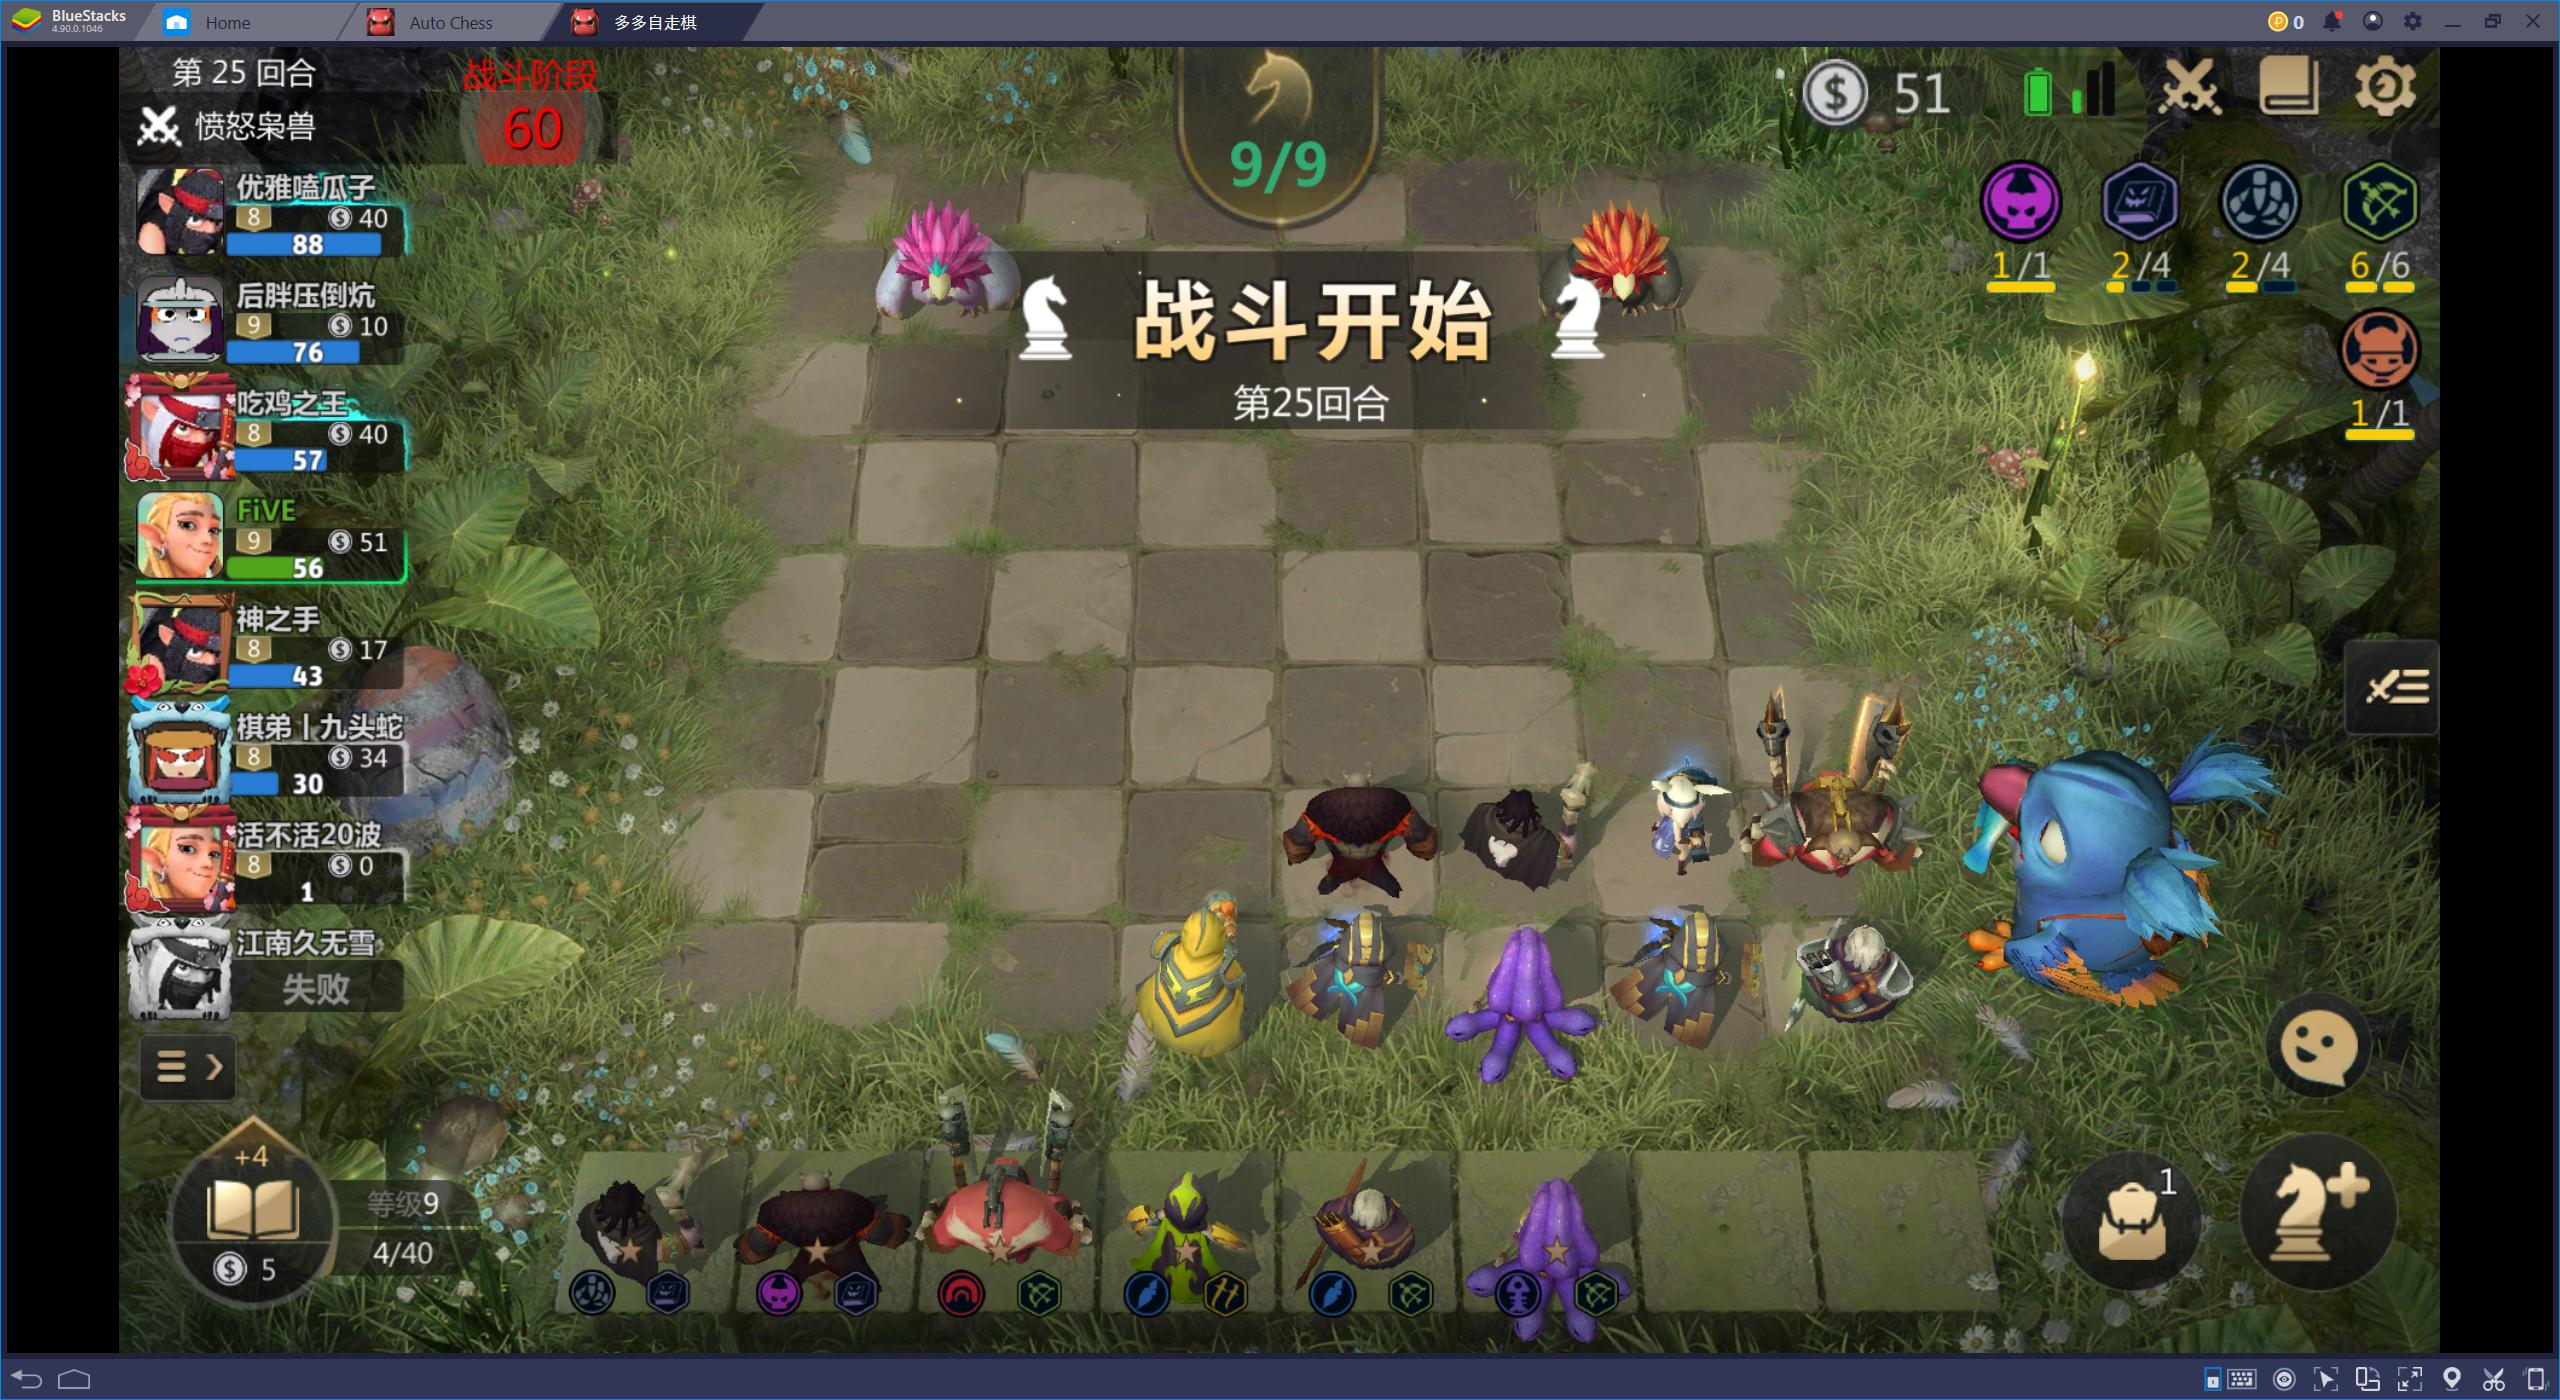 BlueStacks
4.90.0.1046
Home
Auto Chess
多多自走棋
0
第 25 回合
战斗阶段
60
愤怒枭兽
9/9
51
战斗开始
第25回合
优雅嗑瓜子
8 40
88
后胖压倒炕
9 10
76
吃鸡之王
8 40
57
FiVE
9 51
56
神之手
8 17
43
棋弟丨九头蛇
8 34
30
活不活20波
8 0
1
江南久无雪
失败
1/1
2/4
2/4
6/6
1/1
+4
5
等级9
4/40
1